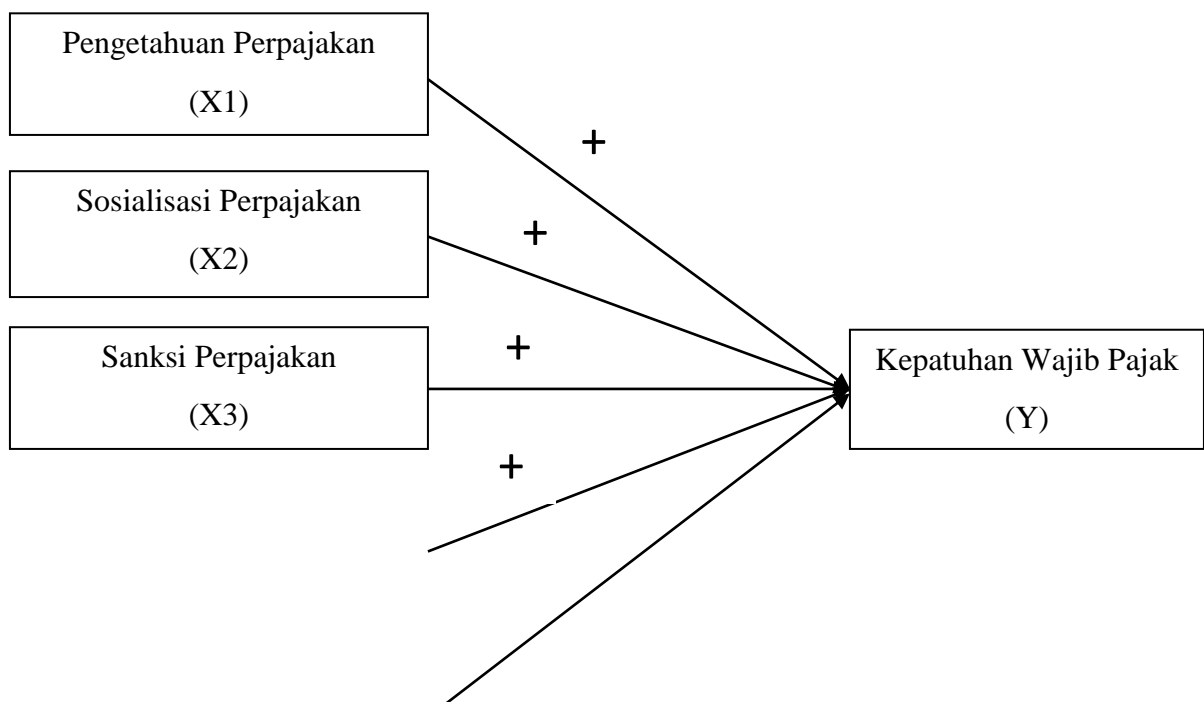 Pengetahuan Perpajakan
(X1)
+
Sosialisasi Perpajakan
(X2)
+
Sanksi Perpajakan
(X3)
+
Kepatuhan Wajib Pajak
(Y)
+